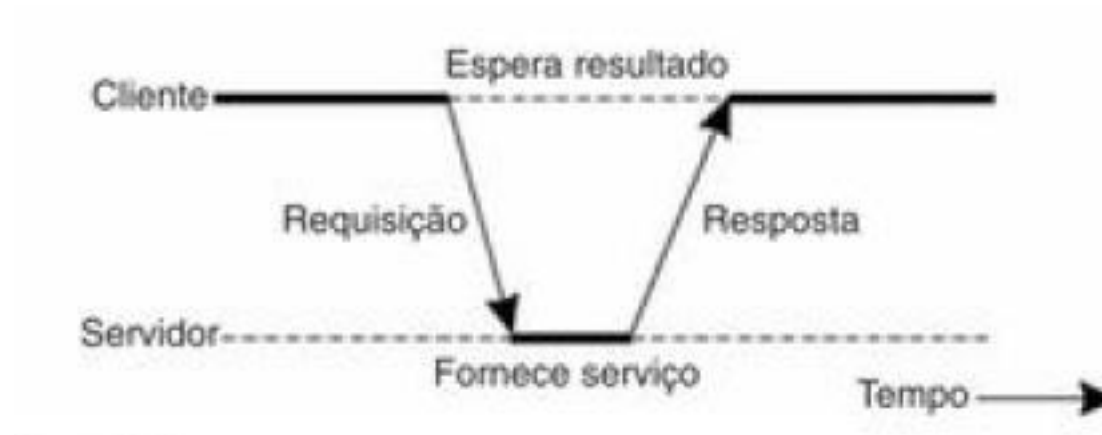 Espera resultado
Cliente
Requisição
Resposta
Servidor
Fornece serviço
Tempo